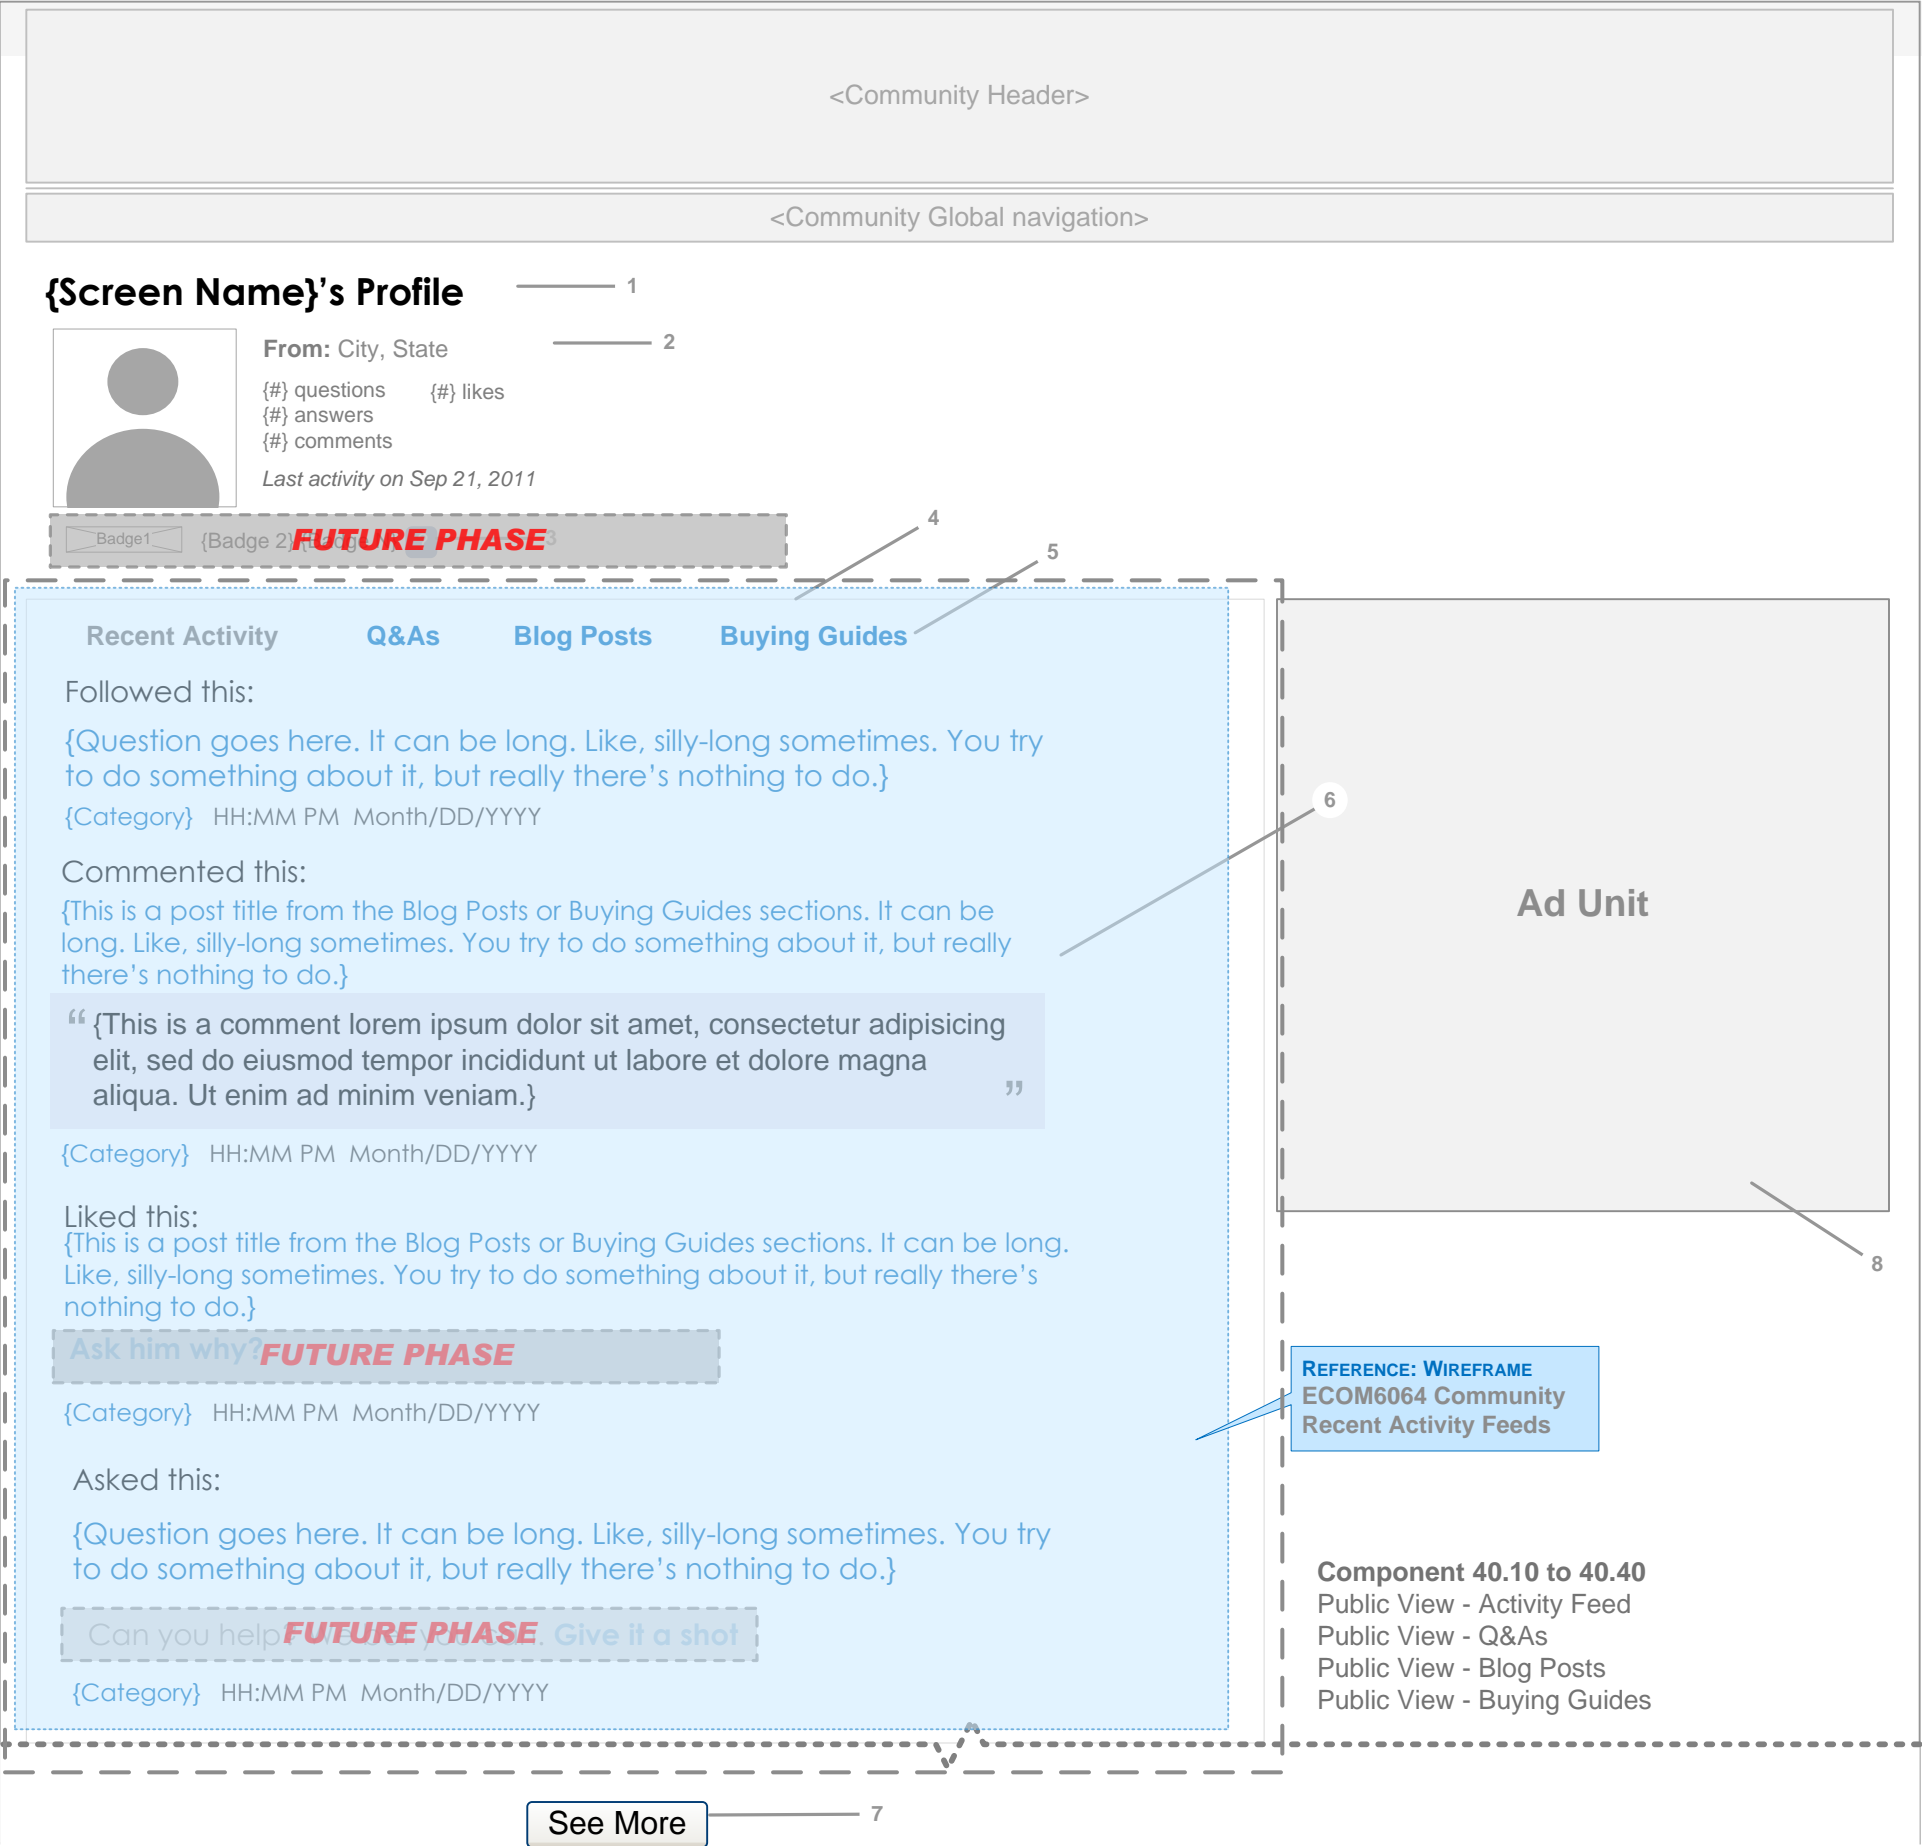 <Community Header>
<Community Global navigation>
{Screen Name}'s Profile
1
From: City, State
2
{#} questions {#} likes
{#} answers
{#} comments
Last activity on Sep 21, 2011
Badge1 {Badge 2} FUTURE PHASE 3
4
5
Recent Activity Q&As Blog Posts Buying Guides
Followed this:
{Question goes here. It can be long. Like, silly-long sometimes. You try
to do something about it, but really there's nothing to do.}
{Category} HH:MM PM Month/DD/YYYY
6
Commented this:
{This is a post title from the Blog Posts or Buying Guides sections. It can be
long. Like, silly-long sometimes. You try to do something about it, but really
there's nothing to do.}
“ {This is a comment lorem ipsum dolor sit amet, consectetur adipisicing
elit, sed do eiusmod tempor incididunt ut labore et dolore magna
aliqua. Ut enim ad minim veniam.} ”
{Category} HH:MM PM Month/DD/YYYY
Ad Unit
8
Liked this:
{This is a post title from the Blog Posts or Buying Guides sections. It can be long.
Like, silly-long sometimes. You try to do something about it, but really there's
nothing to do.}
Ask him why? FUTURE PHASE
{Category} HH:MM PM Month/DD/YYYY
REFERENCE: WIREFRAME
ECOM6064 Community
Recent Activity Feeds
Asked this:
{Question goes here. It can be long. Like, silly-long sometimes. You try
to do something about it, but really there's nothing to do.}
Can you help? FUTURE PHASE Give it a shot
{Category} HH:MM PM Month/DD/YYYY
Component 40.10 to 40.40
Public View - Activity Feed
Public View - Q&As
Public View - Blog Posts
Public View - Buying Guides
See More
7